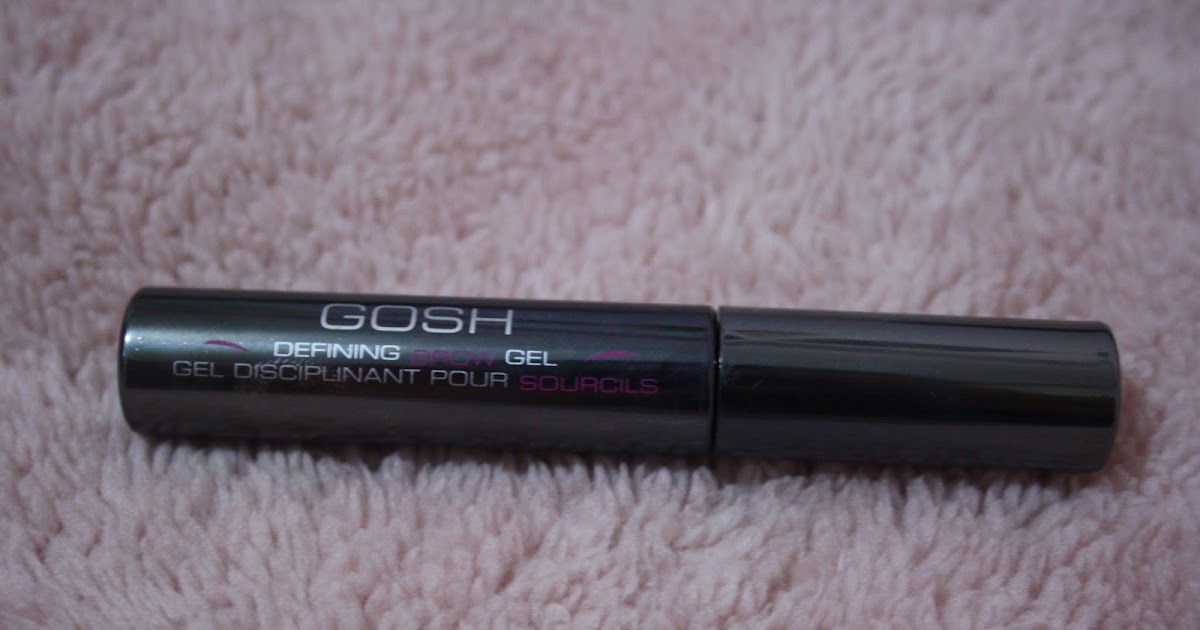 GOSH
DEFINING BROW GEL
GEL DISCIPLINANT POUR SOURCILS